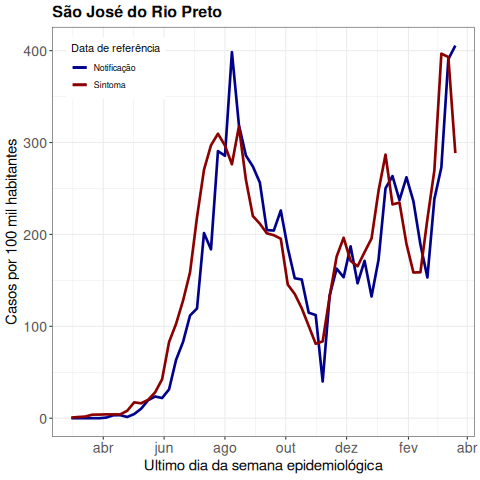 São José do Rio Preto
Data de referência
Notificação
Sintoma
Casos por 100 mil habitantes
400
300
200
100
0
abr jun ago out dez fev abr
Ultimo dia da semana epidemiológica